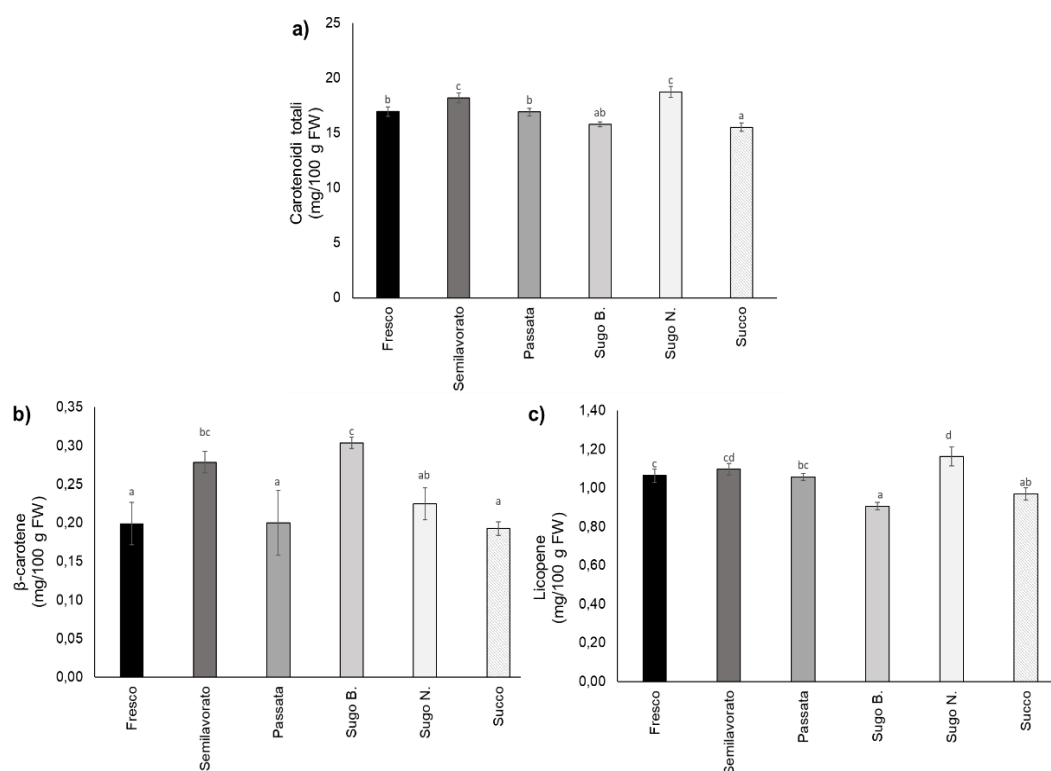 a)
Carotenoidi totali
(mg/100 g FW)
25
20
15
10
5
0
b
c
b
ab
c
a
Fresco
Semilavorato
Passata
Sugo B.
Sugo N.
Succo
b)
β-carotene
(mg/100 g FW)
0,35
0,30
0,25
0,20
0,15
0,10
0,05
0,00
a
bc
a
c
ab
a
Fresco
Semilavorato
Passata
Sugo B.
Sugo N.
Succo
c)
Licopene
(mg/100 g FW)
1,40
1,20
1,00
0,80
0,60
0,40
0,20
0,00
c
cd
bc
a
d
ab
Fresco
Semilavorato
Passata
Sugo B.
Sugo N.
Succo